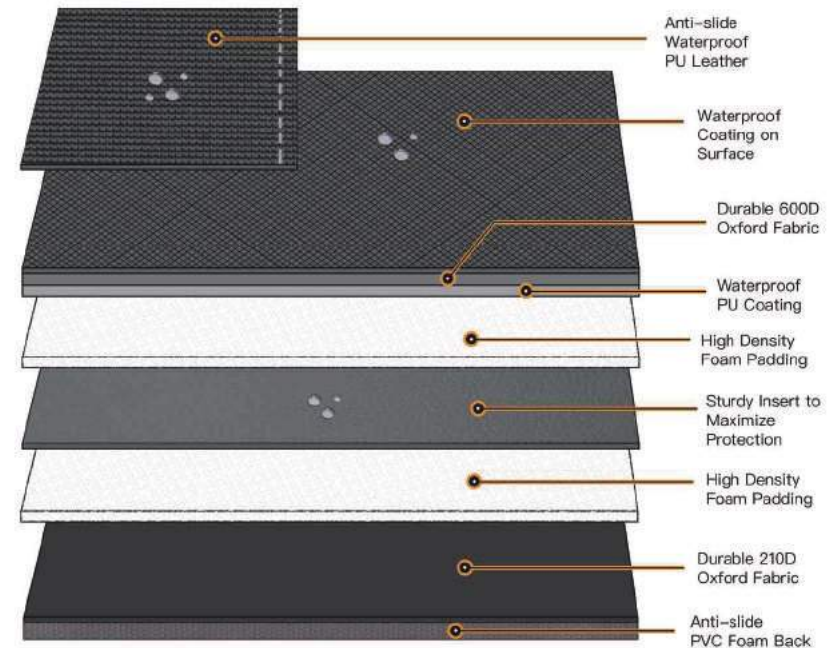 Anti-slide
Waterproof
PU Leather
Waterproof
Coating on
Surface
Durable 600D
Oxford Fabric
Waterproof
PU Coating
High Density
Foam Padding
Sturdy Insert to
Maximize
Protection
High Density
Foam Padding
Durable 210D
Oxford Fabric
Anti-slide
PVC Foam Back